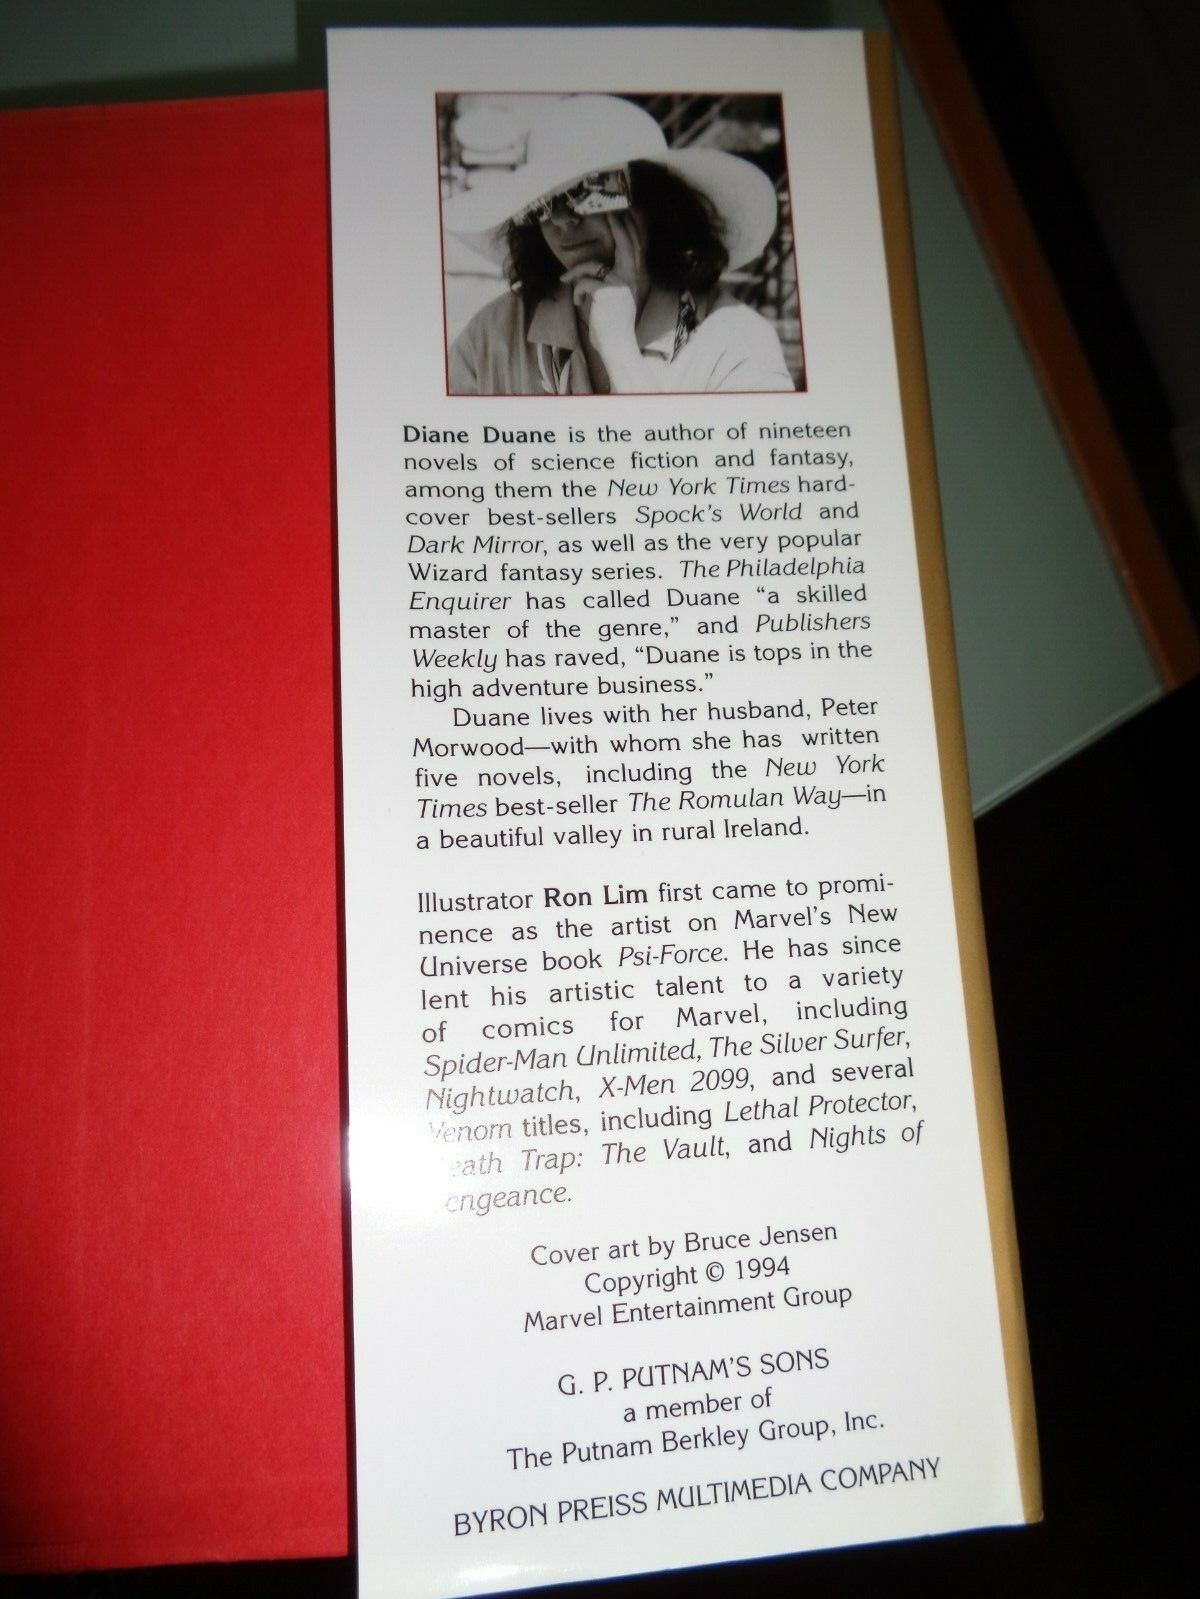 Diane Duane is the author of nineteen
novels of science fiction and fantasy,
among them the New York Times hard-
cover best-sellers Spock's World and
Dark Mirror, as well as the very popular
Wizard fantasy series. The Philadelphia
Enquirer has called Duane “a skilled
master of the genre,” and Publishers
Weekly has raved, “Duane is tops in the
high adventure business.”
Duane lives with her husband, Peter
Morwood—with whom she has written
five novels, including the New York
Times best-seller The Romulan Way—in
a beautiful valley in rural Ireland.
Illustrator Ron Lim first came to promi-
nence as the artist on Marvel's New
Universe book Psi-Force. He has since
lent his artistic talent to a variety
of comics for Marvel, including
Spider-Man Unlimited, The Silver Surfer,
Nightwatch, X-Men 2099, and several
Venom titles, including Lethal Protector,
eath Trap: The Vault, and Nights of
engeance.
Cover art by Bruce Jensen
Copyright © 1994
Marvel Entertainment Group
G. P. PUTNAM'S SONS
a member of
The Putnam Berkley Group, Inc.
BYRON PREISS MULTIMEDIA COMPANY